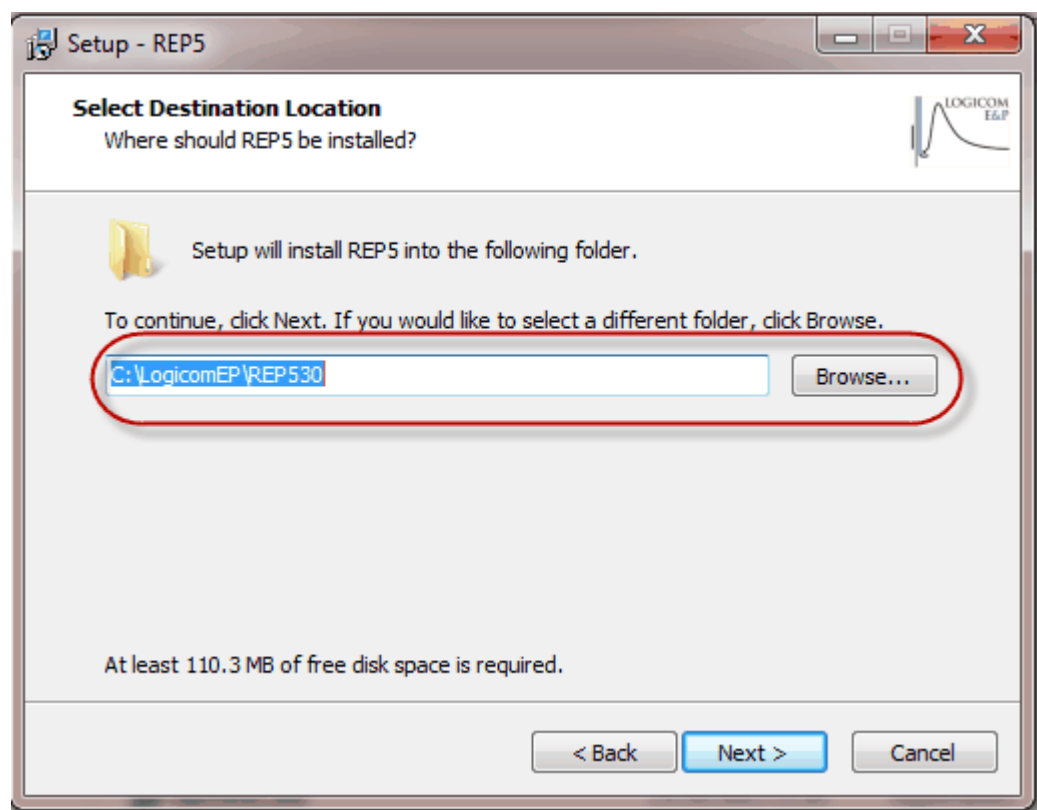 Setup - REP5
Select Destination Location
Where should REP5 be installed?
LOGICOM
E&P
Setup will install REP5 into the following folder.
To continue, click Next. If you would like to select a different folder, click Browse.
C:\LogicomEP\REP530
Browse...
At least 110.3 MB of free disk space is required.
< Back
Next >
Cancel